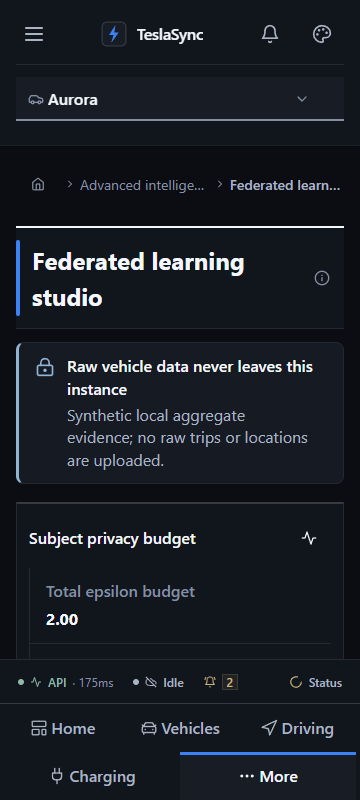 TeslaSync
Aurora
Advanced intellige... Federated learn...
Federated learning
studio
Raw vehicle data never leaves this
instance
Synthetic local aggregate
evidence; no raw trips or locations
are uploaded.
Subject privacy budget
Total epsilon budget
2.00
API · 175ms Idle 2 Status
Home Vehicles Driving
Charging More